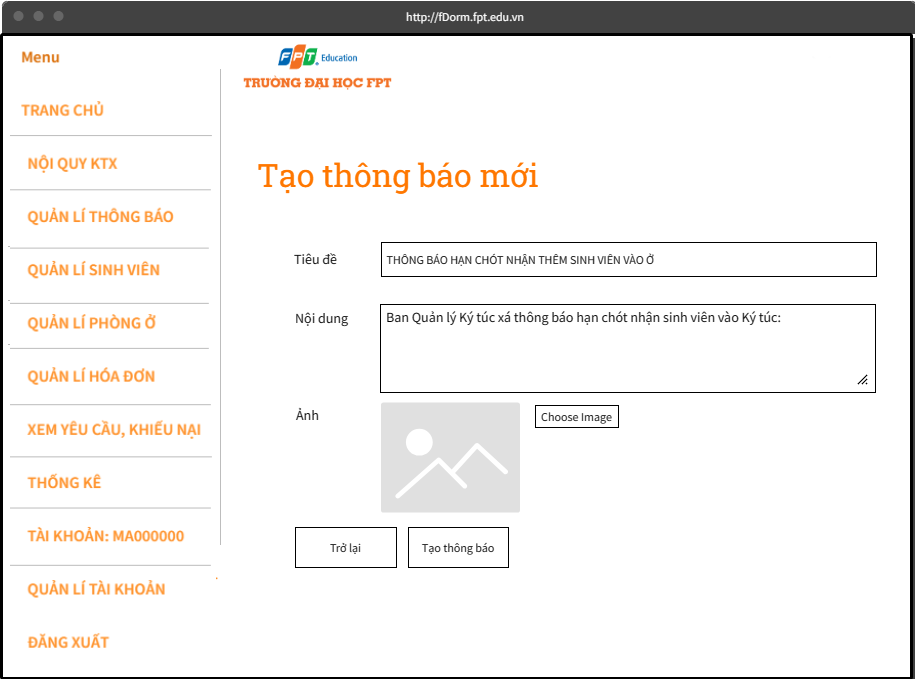 http://fDorm.fpt.edu.vn
Menu
TRANG CHỦ
NỘI QUY KTX
QUẢN LÍ THÔNG BÁO
QUẢN LÍ SINH VIÊN
QUẢN LÍ PHÒNG Ở
QUẢN LÍ HÓA ĐƠN
XEM YÊU CẦU, KHIẾU NẠI
THỐNG KÊ
TÀI KHOẢN: MA000000
QUẢN LÍ TÀI KHOẢN
ĐĂNG XUẤT
FPT Education
TRƯỜNG ĐẠI HỌC FPT
Tạo thông báo mới
Tiêu đề
THÔNG BÁO HẠN CHÓT NHẬN THÊM SINH VIÊN VÀO Ở
Nội dung
Ban Quản lý Ký túc xá thông báo hạn chót nhận sinh viên vào Ký túc:
Ảnh
Choose Image
Trở lại
Tạo thông báo